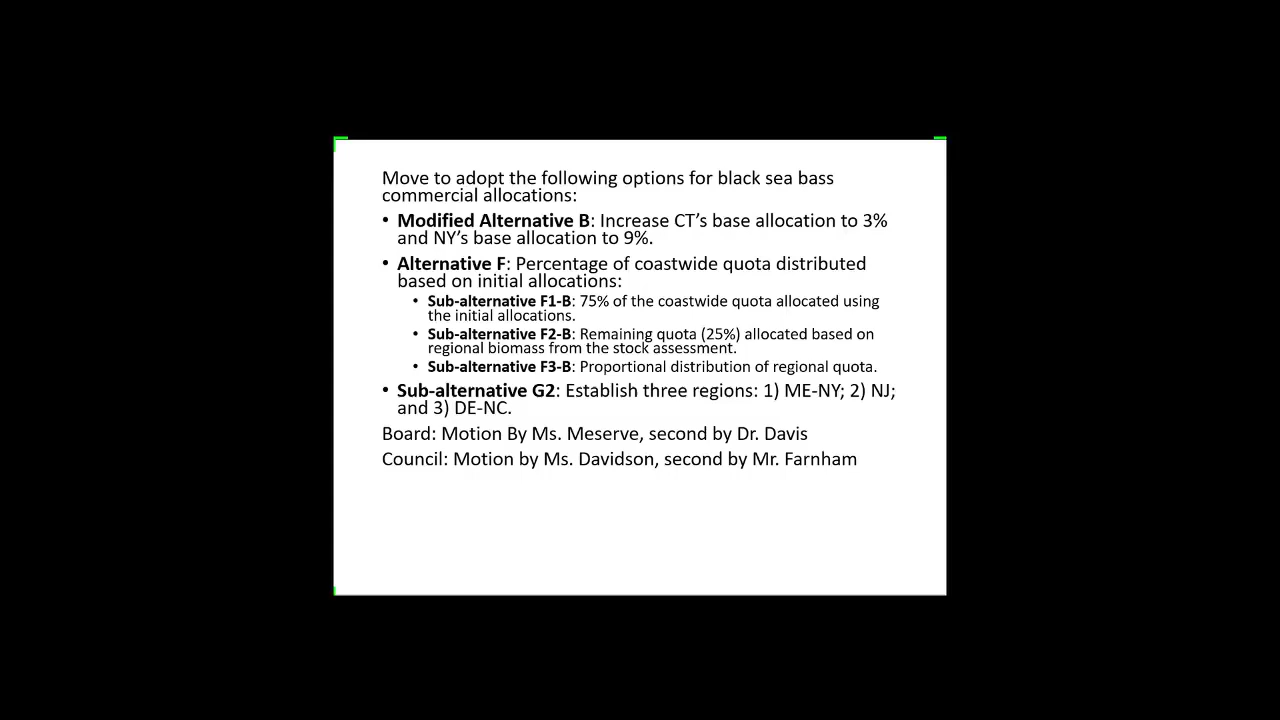 Move to adopt the following options for black sea bass
commercial allocations:
• Modified Alternative B: Increase CT’s base allocation to 3%
and NY’s base allocation to 9%.
• Alternative F: Percentage of coastwide quota distributed
based on initial allocations:
• Sub-alternative F1-B: 75% of the coastwide quota allocated using
the initial allocations.
• Sub-alternative F2-B: Remaining quota (25%) allocated based on
regional biomass from the stock assessment.
• Sub-alternative F3-B: Proportional distribution of regional quota.
• Sub-alternative G2: Establish three regions: 1) ME-NY; 2) NJ;
and 3) DE-NC.
Board: Motion By Ms. Meserve, second by Dr. Davis
Council: Motion by Ms. Davidson, second by Mr. Farnham